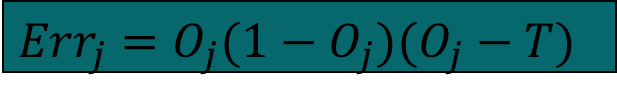 Err_j = O_j(1 − O_j)(O_j − T)